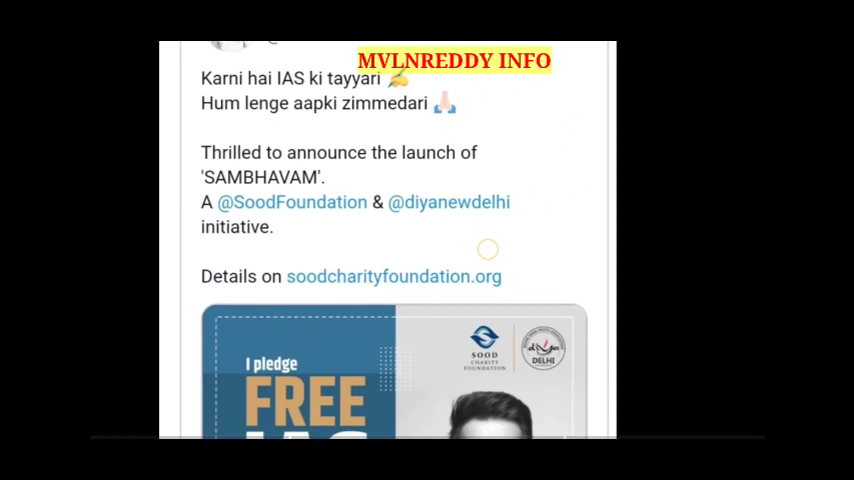 MVLNREDDY INFO
Karni hai IAS ki tayyari ✍️
Hum lenge aapki zimmedari 🙏🏻
Thrilled to announce the launch of
'SAMBHAVAM'.
A @SoodFoundation & @diyanewdelhi
initiative.
Details on soodcharityfoundation.org
SOOD
CHARITY
FOUNDATION
DELHI
I pledge
FREE
IAS